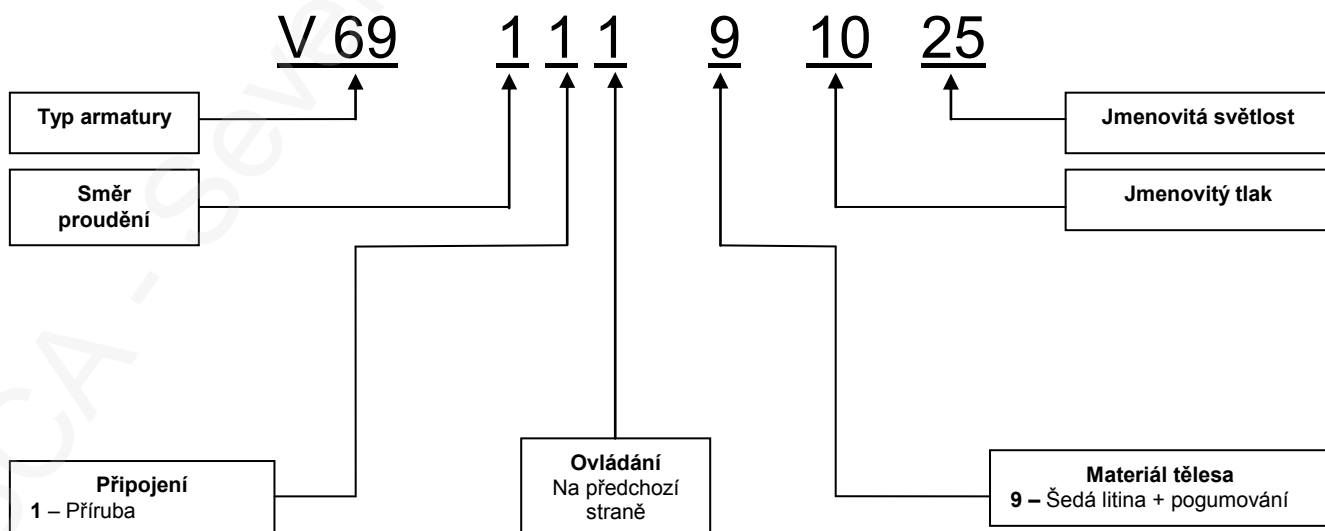 V 69 1 1 1 9 10 25
Typ armatury
Jmenovitá světlost
Směr
proudění
Jmenovitý tlak
Připojení
1 – Příruba
Ovládání
Na předchozí
straně
Materiál tělesa
9 – Šedá litina + pogumování